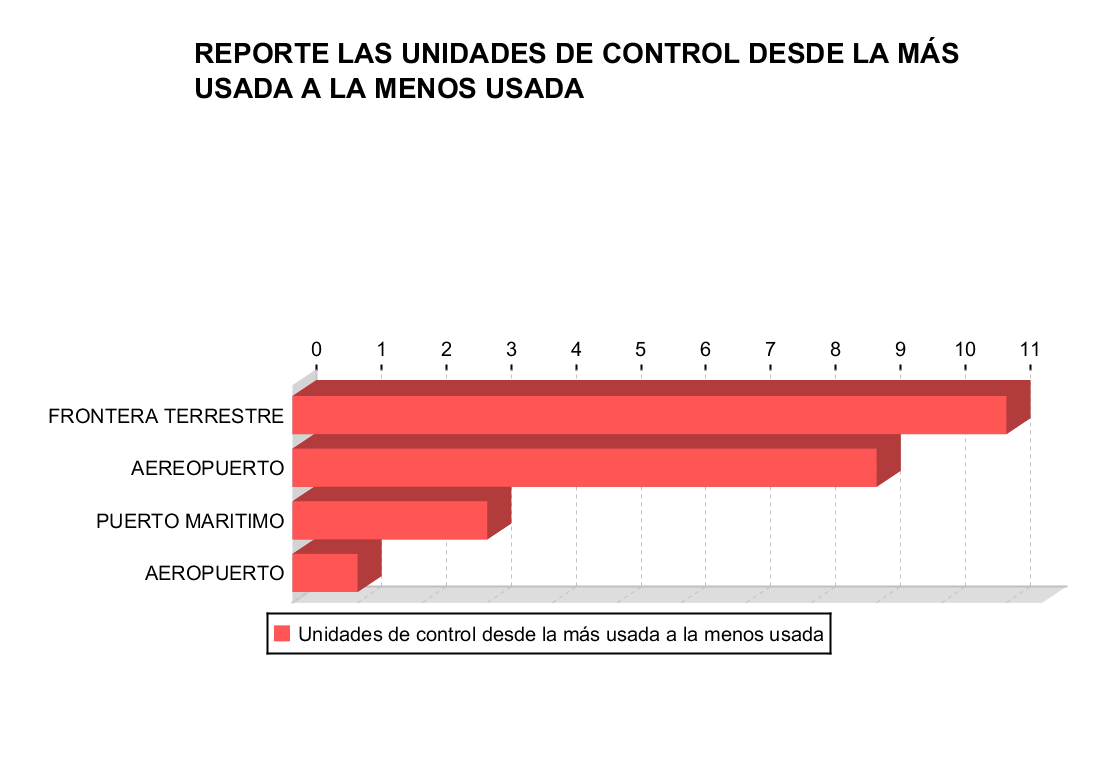 REPORTE LAS UNIDADES DE CONTROL DESDE LA MÁS
USADA A LA MENOS USADA
0 1 2 3 4 5 6 7 8 9 10 11
FRONTERA TERRESTRE
AEREOPUERTO
PUERTO MARITIMO
AEROPUERTO
Unidades de control desde la más usada a la menos usada